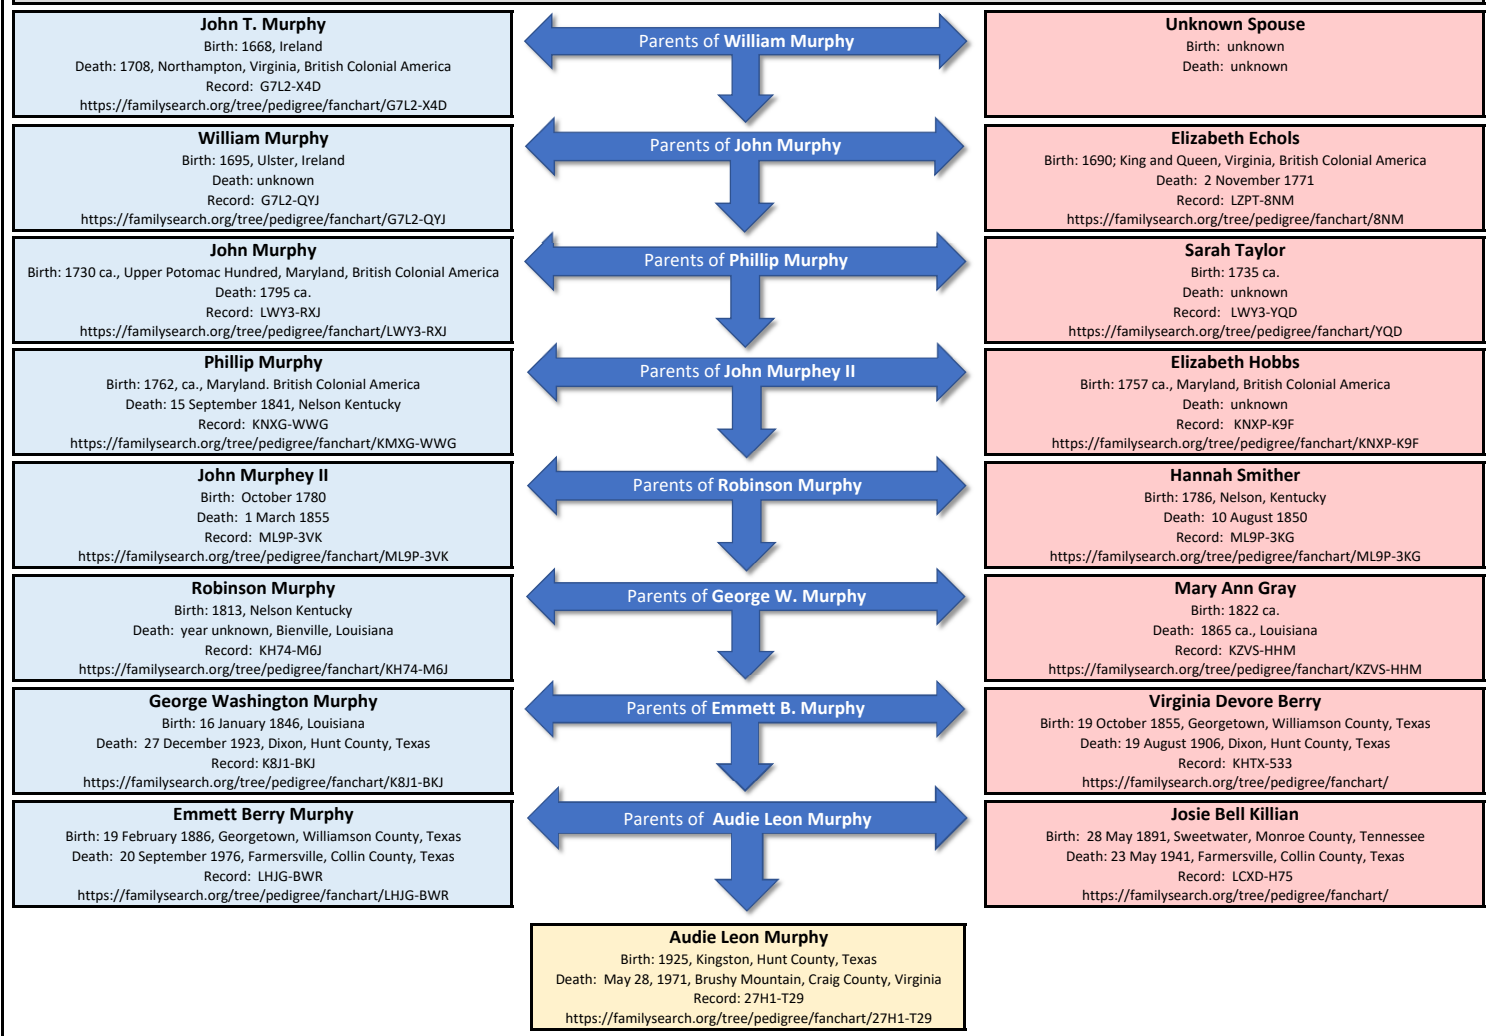 John T. Murphy
Birth: 1668, Ireland
Death: 1708, Northampton, Virginia, British Colonial America
Record: G7L2-X4D
https://familysearch.org/tree/pedigree/fanchart/G7L2-X4D
Parents of William Murphy
Unknown Spouse
Birth: unknown
Death: unknown
William Murphy
Birth: 1695, Ulster, Ireland
Death: unknown
Record: G7L2-QYJ
https://familysearch.org/tree/pedigree/fanchart/G7L2-QYJ
Parents of John Murphy
Elizabeth Echols
Birth: 1690; King and Queen, Virginia, British Colonial America
Death: 2 November 1771
Record: LZPT-8NM
https://familysearch.org/tree/pedigree/fanchart/8NM
John Murphy
Birth: 1730 ca., Upper Potomac Hundred, Maryland, British Colonial America
Death: 1795 ca.
Record: LWY3-RXJ
https://familysearch.org/tree/pedigree/fanchart/LWY3-RXJ
Parents of Phillip Murphy
Sarah Taylor
Birth: 1735 ca.
Death: unknown
Record: LWY3-YQD
https://familysearch.org/tree/pedigree/fanchart/YQD
Phillip Murphy
Birth: 1762, ca., Maryland. British Colonial America
Death: 15 September 1841, Nelson Kentucky
Record: KNXG-WWG
https://familysearch.org/tree/pedigree/fanchart/KMXG-WWG
Parents of John Murphey II
Elizabeth Hobbs
Birth: 1757 ca., Maryland, British Colonial America
Death: unknown
Record: KNXP-K9F
https://familysearch.org/tree/pedigree/fanchart/KNXP-K9F
John Murphey II
Birth: October 1780
Death: 1 March 1855
Record: ML9P-3VK
https://familysearch.org/tree/pedigree/fanchart/ML9P-3VK
Parents of Robinson Murphy
Hannah Smither
Birth: 1786, Nelson, Kentucky
Death: 10 August 1850
Record: ML9P-3KG
https://familysearch.org/tree/pedigree/fanchart/ML9P-3KG
Robinson Murphy
Birth: 1813, Nelson Kentucky
Death: year unknown, Bienville, Louisiana
Record: KH74-M6J
https://familysearch.org/tree/pedigree/fanchart/KH74-M6J
Parents of George W. Murphy
Mary Ann Gray
Birth: 1822 ca.
Death: 1865 ca., Louisiana
Record: KZVS-HHM
https://familysearch.org/tree/pedigree/fanchart/KZVS-HHM
George Washington Murphy
Birth: 16 January 1846, Louisiana
Death: 27 December 1923, Dixon, Hunt County, Texas
Record: K8J1-BKJ
https://familysearch.org/tree/pedigree/fanchart/K8J1-BKJ
Parents of Emmett B. Murphy
Virginia Devore Berry
Birth: 19 October 1855, Georgetown, Williamson County, Texas
Death: 19 August 1906, Dixon, Hunt County, Texas
Record: KHTX-533
https://familysearch.org/tree/pedigree/fanchart/
Emmett Berry Murphy
Birth: 19 February 1886, Georgetown, Williamson County, Texas
Death: 20 September 1976, Farmersville, Collin County, Texas
Record: LHJG-BWR
https://familysearch.org/tree/pedigree/fanchart/LHJG-BWR
Parents of Audie Leon Murphy
Josie Bell Killian
Birth: 28 May 1891, Sweetwater, Monroe County, Tennessee
Death: 23 May 1941, Farmersville, Collin County, Texas
Record: LCXD-H75
https://familysearch.org/tree/pedigree/fanchart/
Audie Leon Murphy
Birth: 1925, Kingston, Hunt County, Texas
Death: May 28, 1971, Brushy Mountain, Craig County, Virginia
Record: 27H1-T29
https://familysearch.org/tree/pedigree/fanchart/27H1-T29